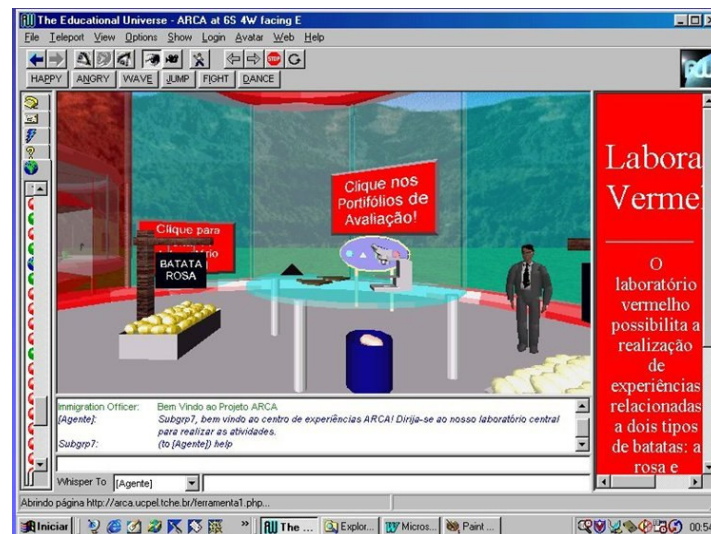 The Educational Universe - ARCA at 6S 4W facing E
File Teleport View Options Show Login Avatar Web Help
HAPPY ANGRY WAVE JUMP FIGHT DANCE
Clique nos
Portifólios de
Avaliação!
Clique para
BATATA
ROSA
Labora
Verme
O
laboratório
vermelho
possibilita a
realização
de
experiências
relacionadas
a dois tipos
de batatas: a
rosa e
Immigration Officer: Bem Vindo ao Projeto ARCA
[Agente]: Subgrp7, bem vindo ao centro de experiências ARCA! Dirija-se ao nosso laboratório central
para realizar as atividades.
Subgrp7: (to [Agente]) help
Whisper To [Agente]
Abrindo página http://arca.ucpel.tche.br/ferramenta1.php...
Iniciar » The ... Explor... Micros... Paint ... 00:54